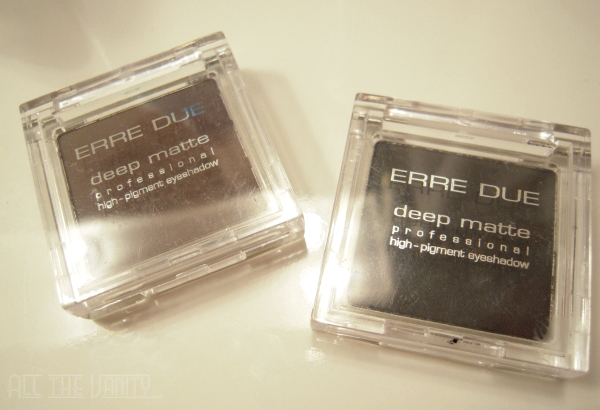 ERRE DUE
deep matte
professional
high-pigment eyeshadow
ERRE DUE
deep matte
professional
high-pigment eyeshadow
ALL THE VANITY...